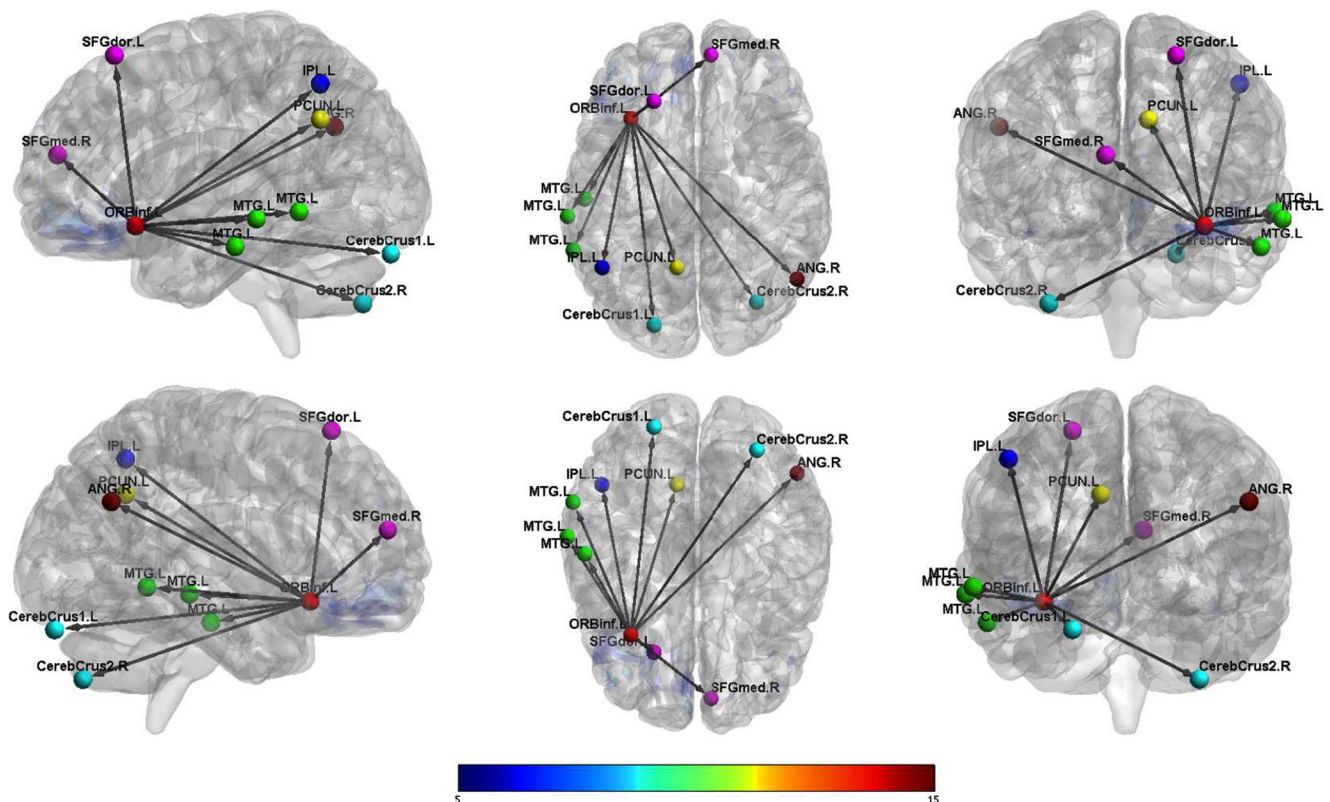 SFGdor.L
IPL.L
PCUN.L
SFGmed.R
MTG.L
MTG.L
ORBinf.L
MTG.L
CerebCrus1.L
CerebCrus2.R
SFGmed.R
SFGdor.L
ORBinf.L
MTG.L
MTG.L
MTG.L
IPL.L
PCUN.L
ANG.R
CerebCrus2.R
CerebCrus1.L
SFGdor.L
IPL.L
PCUN.L
ANG.R
SFGmed.R
MTG.L
ORBinf.L
MTG.L
MTG.L
CerebCrus2.R
SFGdor.L
IPL.L
PCUN.L
ANG.R
SFGmed.R
MTG.L
MTG.L
ORBinf.L
MTG.L
CerebCrus1.L
CerebCrus2.R
CerebCrus1.L
CerebCrus2.R
ANG.R
IPL.L
PCUN.L
MTG.L
MTG.L
MTG.L
ORBinf.L
SFGdor.L
SFGmed.R
SFGdor.L
IPL.L
PCUN.L
ANG.R
SFGmed.R
MTG.L
MTG.L
ORBinf.L
MTG.L
CerebCrus1.L
CerebCrus2.R
5
15